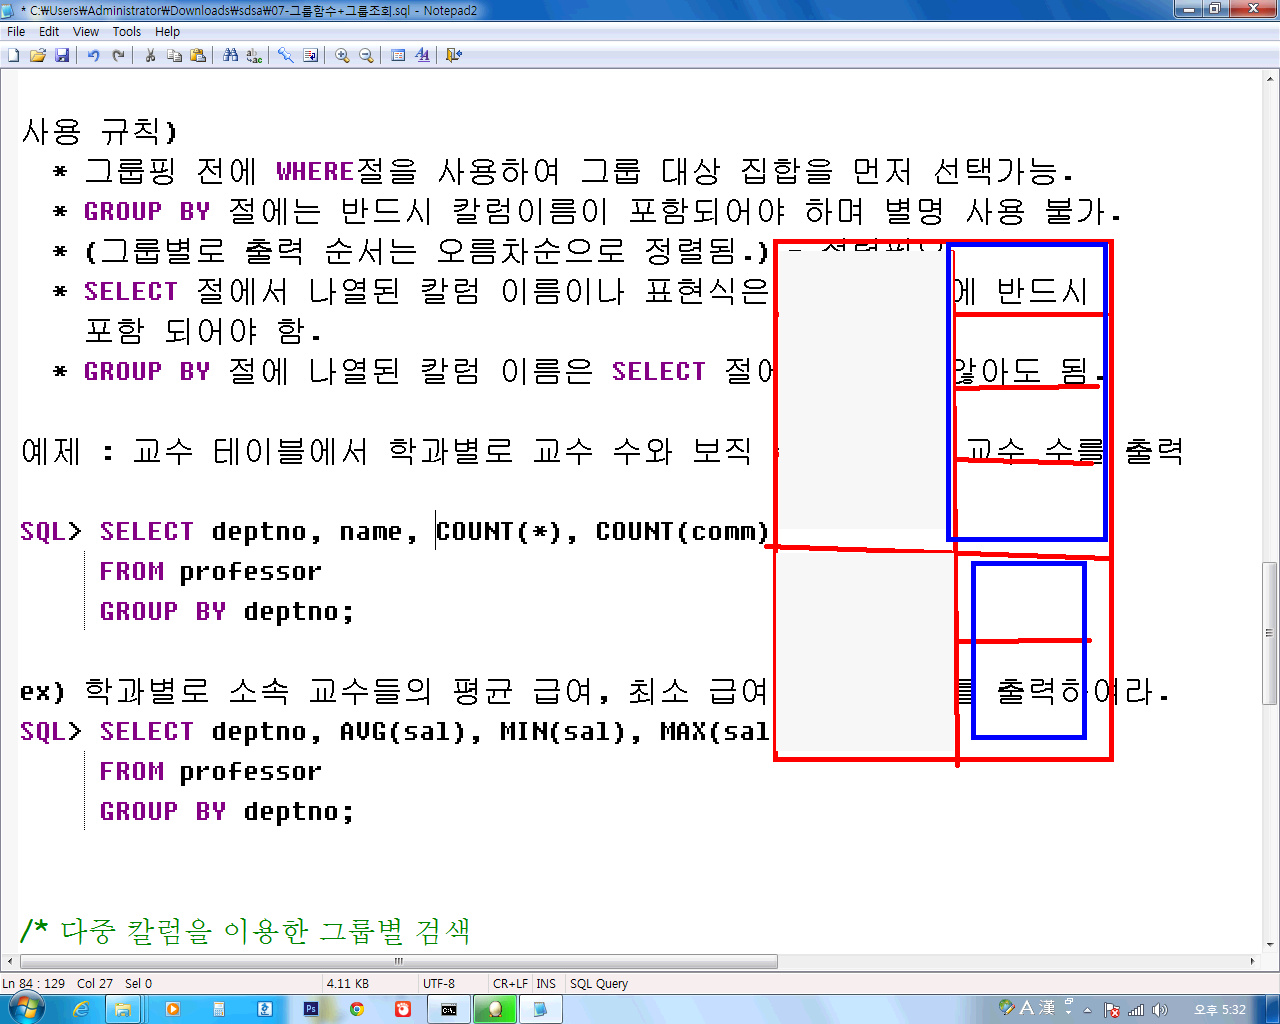 * C:₩Users₩Administrator₩Downloads₩sdsa₩07-그룹함수+그룹조회.sql - Notepad2
File Edit View Tools Help
사용 규칙)
* 그룹핑 전에 WHERE절을 사용하여 그룹 대상 집합을 먼저 선택가능.
* GROUP BY 절에는 반드시 칼럼이름이 포함되어야 하며 별명 사용 불가.
* (그룹별로 출력 순서는 오름차순으로 정렬됨.)
* SELECT 절에서 나열된 칼럼 이름이나 표현식은 에 반드시
포함 되어야 함.
* GROUP BY 절에 나열된 칼럼 이름은 SELECT 절에 않아도 됨.
예제 : 교수 테이블에서 학과별로 교수 수와 보직 교수 수를 출력
SQL> SELECT deptno, name, COUNT(*), COUNT(comm)
FROM professor
GROUP BY deptno;
ex) 학과별로 소속 교수들의 평균 급여, 최소 급여 를 출력하여라.
SQL> SELECT deptno, AVG(sal), MIN(sal), MAX(sal
FROM professor
GROUP BY deptno;
/* 다중 칼럼을 이용한 그룹별 검색
Ln 84 : 129 Col 27 Sel 0 4.11 KB UTF-8 CR+LF INS SQL Query
A 漢 오후 5:32